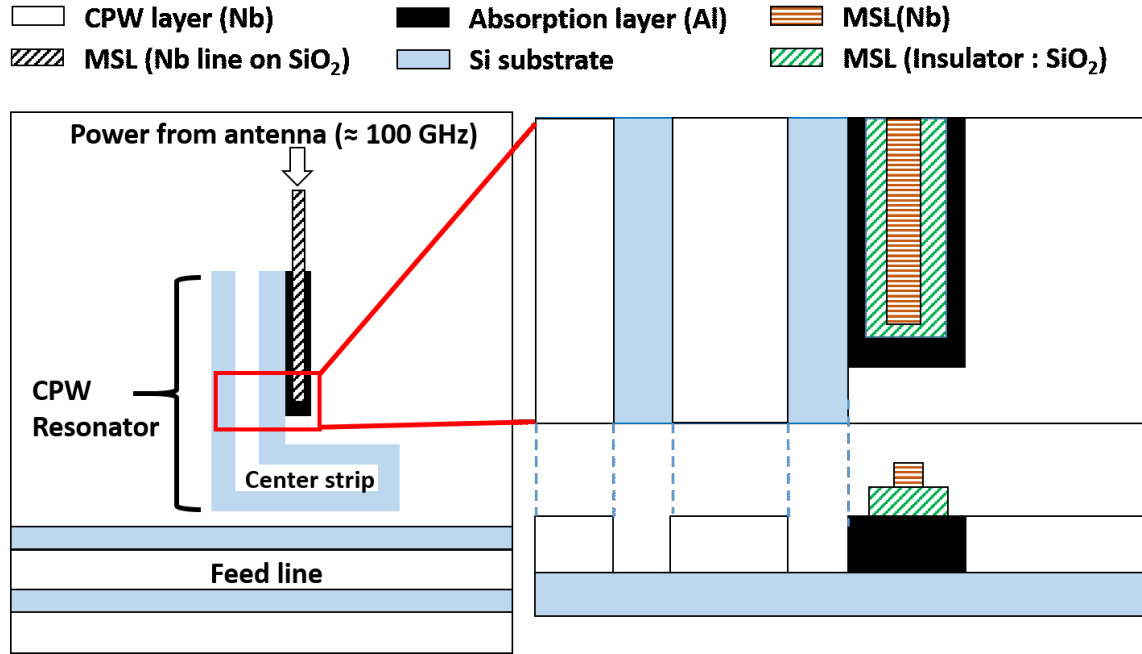 CPW layer (Nb)
Absorption layer (Al)
MSL(Nb)
MSL (Nb line on SiO₂)
Si substrate
MSL (Insulator : SiO₂)
Power from antenna (≈ 100 GHz)
CPW
Resonator
Center strip
Feed line